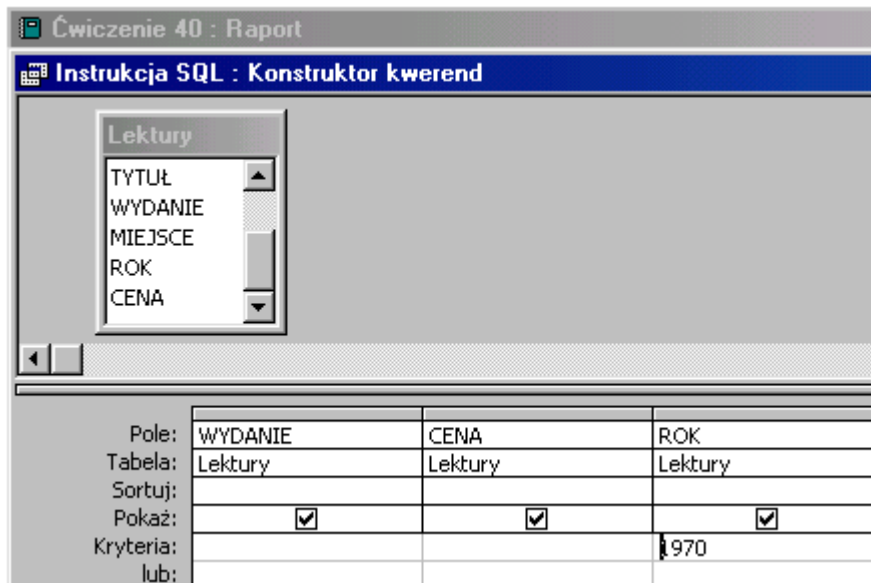 Ćwiczenie 40 : Raport
Instrukcja SQL : Konstruktor kwerend
Lektury
TYTUŁ
WYDANIE
MIEJSCE
ROK
CENA
Pole: WYDANIE CENA ROK
Tabela: Lektury Lektury Lektury
Sortuj:
Pokaż:
Kryteria: 1970
lub: